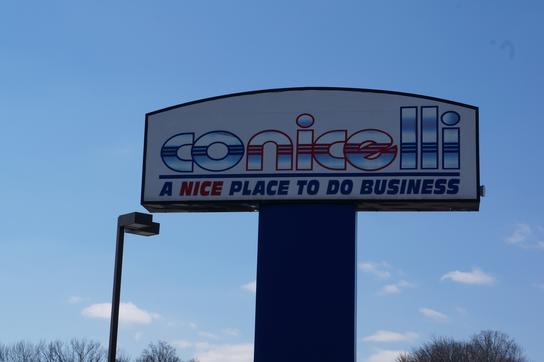 conicelli
A NICE PLACE TO DO BUSINESS